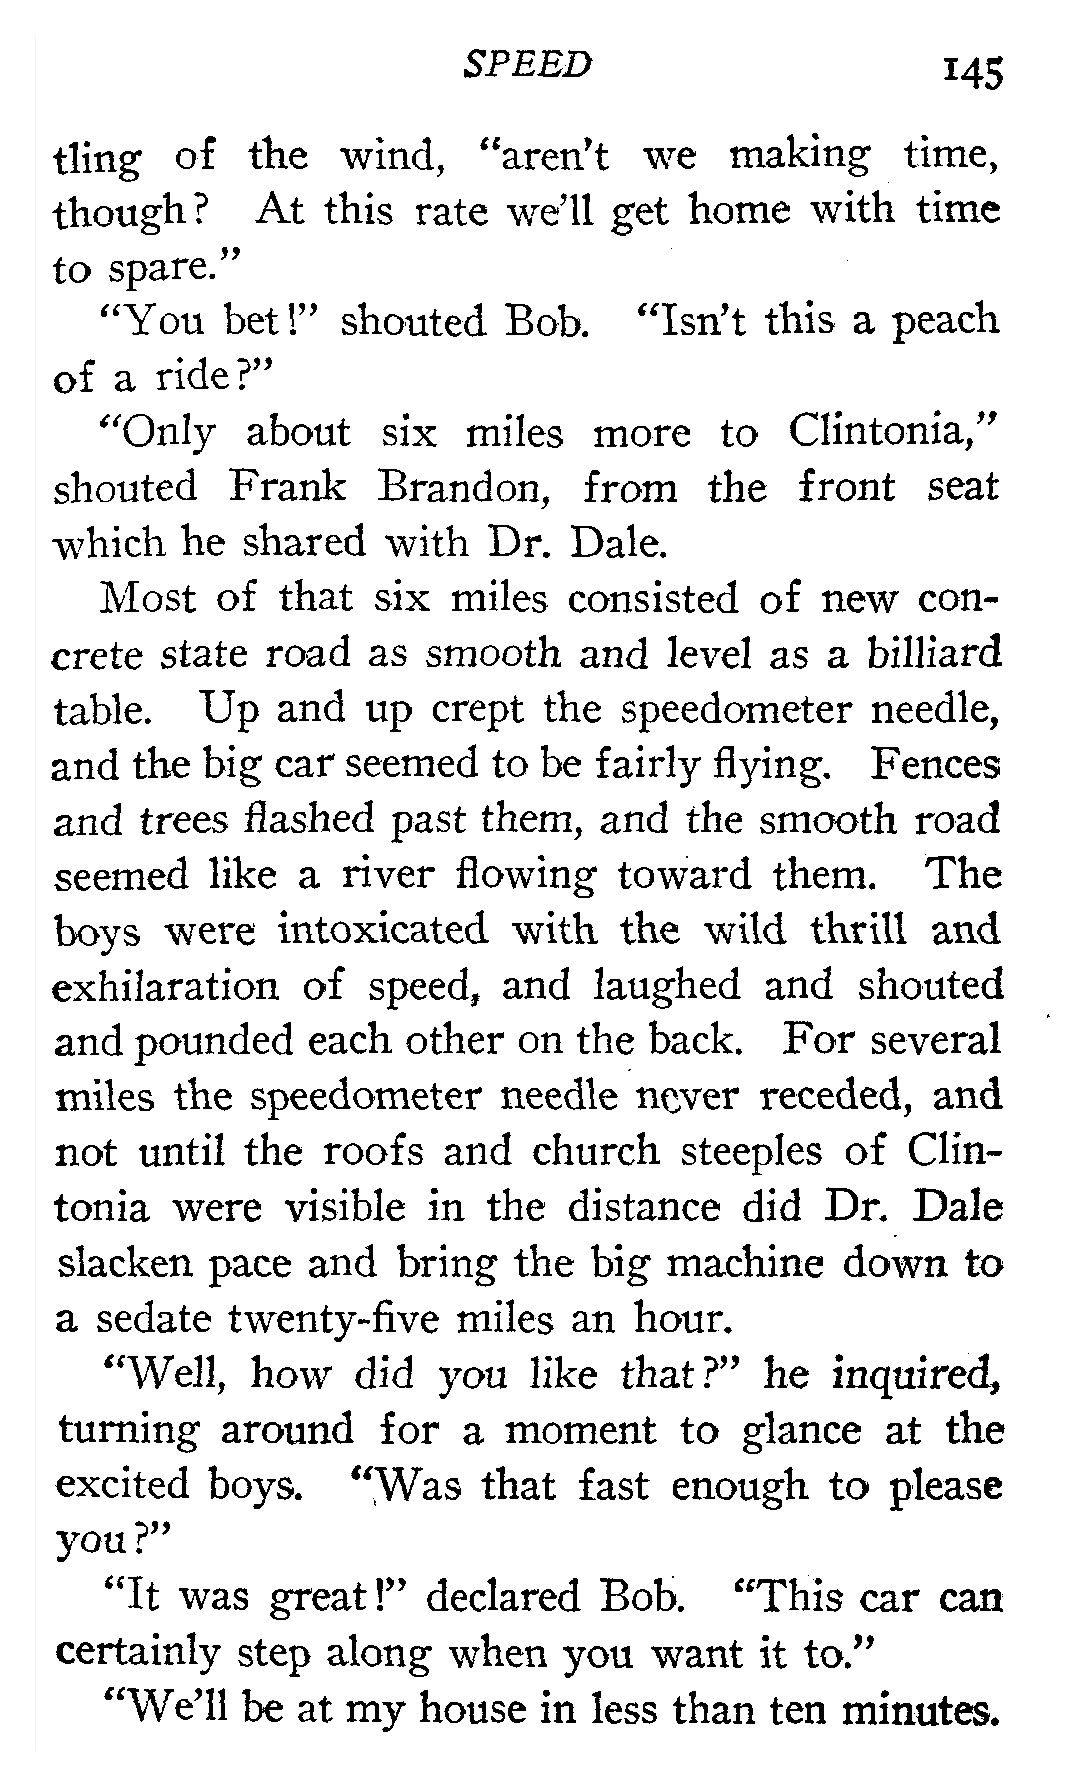 SPEED 145
tling of the wind, “aren't we making time,
though? At this rate we'll get home with time
to spare.”
“You bet!” shouted Bob. “Isn't this a peach
of a ride?”
“Only about six miles more to Clintonia,”
shouted Frank Brandon, from the front seat
which he shared with Dr. Dale.
Most of that six miles consisted of new con-
crete state road as smooth and level as a billiard
table. Up and up crept the speedometer needle,
and the big car seemed to be fairly flying. Fences
and trees flashed past them, and the smooth road
seemed like a river flowing toward them. The
boys were intoxicated with the wild thrill and
exhilaration of speed, and laughed and shouted
and pounded each other on the back. For several
miles the speedometer needle never receded, and
not until the roofs and church steeples of Clin-
tonia were visible in the distance did Dr. Dale
slacken pace and bring the big machine down to
a sedate twenty-five miles an hour.
“Well, how did you like that?” he inquired,
turning around for a moment to glance at the
excited boys. “Was that fast enough to please
you?”
“It was great!” declared Bob. “This car can
certainly step along when you want it to.”
“We'll be at my house in less than ten minutes.